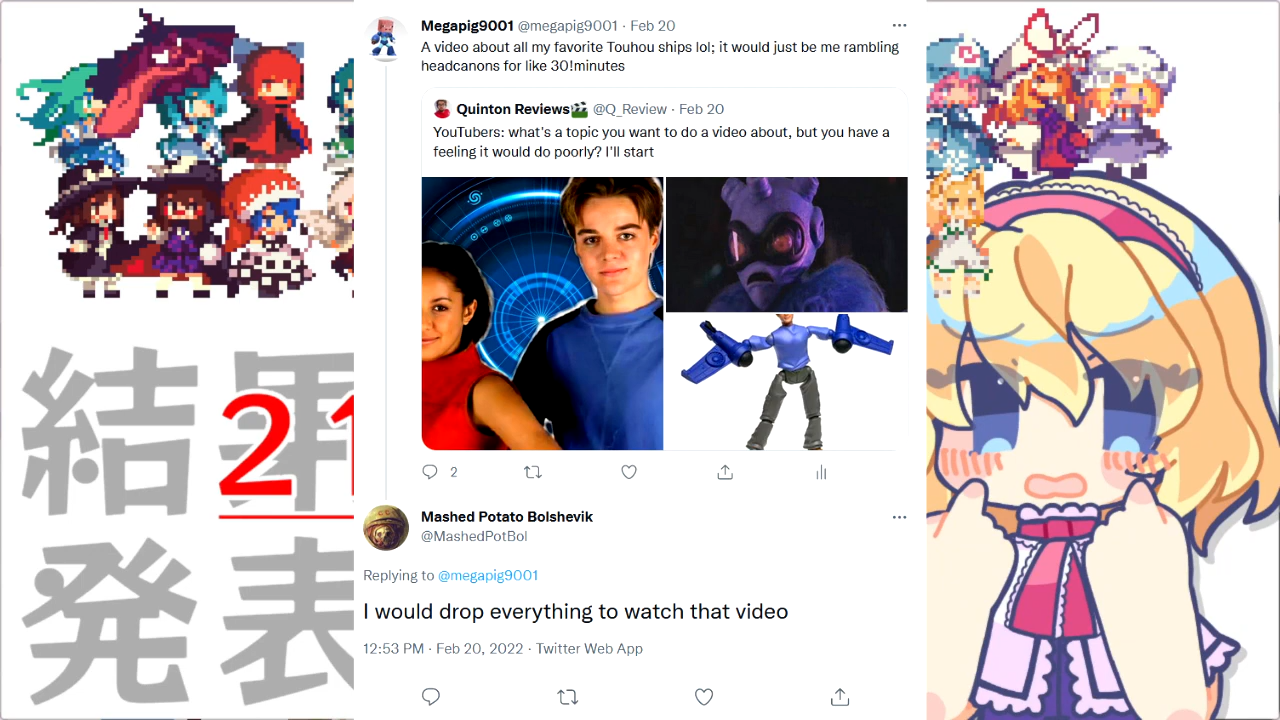 Megapig9001 @megapig9001 · Feb 20
A video about all my favorite Touhou ships lol; it would just be me rambling
headcanons for like 30!minutes
Quinton Reviews @Q_Review · Feb 20
YouTubers: what's a topic you want to do a video about, but you have a
feeling it would do poorly? I'll start
2
Mashed Potato Bolshevik
@MashedPotBol
Replying to @megapig9001
I would drop everything to watch that video
12:53 PM · Feb 20, 2022 · Twitter Web App
結果
21
発表